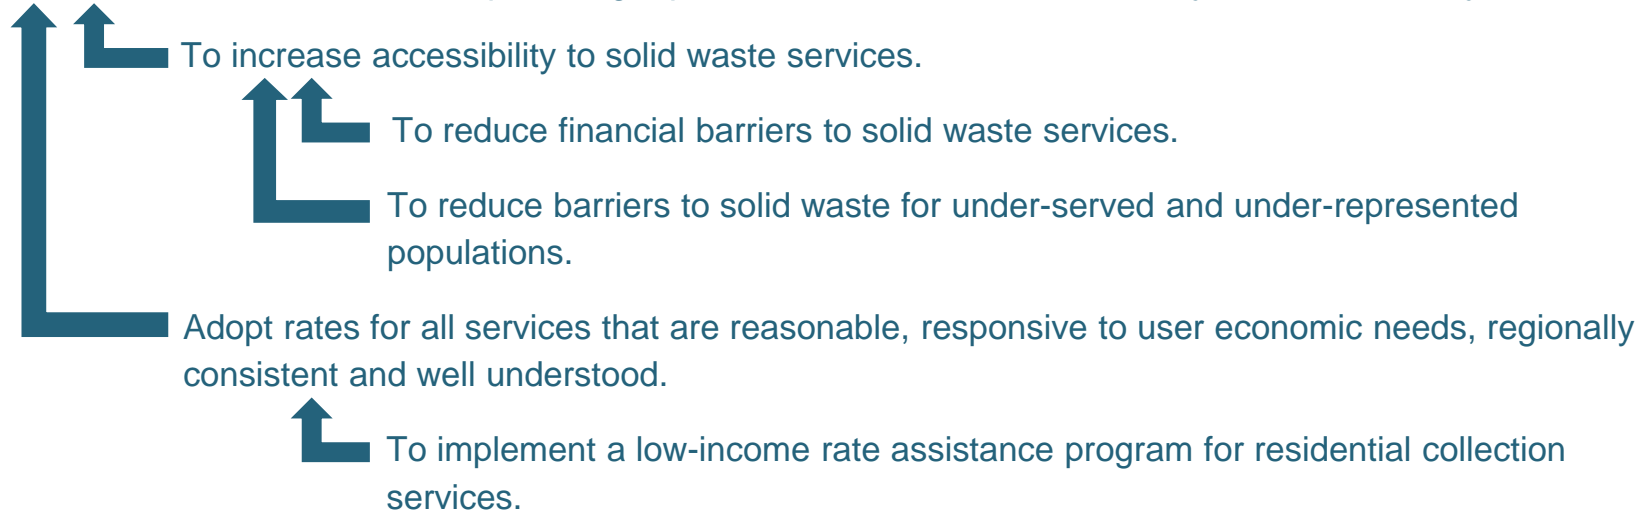 To increase accessibility to solid waste services.
To reduce financial barriers to solid waste services.
To reduce barriers to solid waste for under-served and under-represented
populations.
Adopt rates for all services that are reasonable, responsive to user economic needs, regionally
consistent and well understood.
To implement a low-income rate assistance program for residential collection
services.